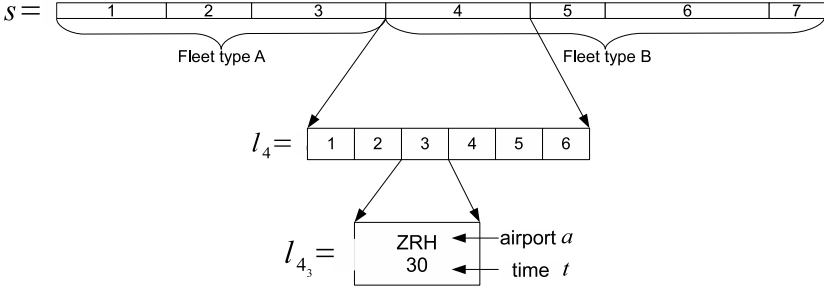 s= 1 2 3 4 5 6 7
Fleet type A Fleet type B
l₄= 1 2 3 4 5 6
ZRH airport a
l₄₃=
30 time t